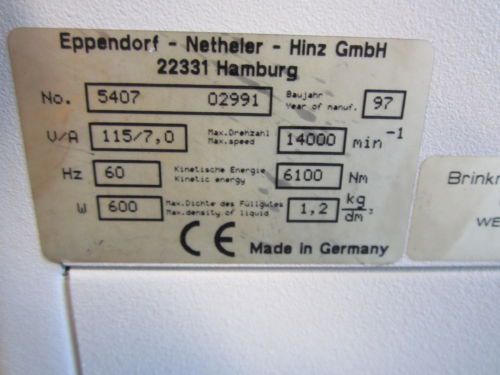 Eppendorf - Netheler - Hinz GmbH
22331 Hamburg
No. 5407 02991 Baujahr Year of manuf. 97
V/A 115/7,0 Max.Drehzahl Max.speed 14000 min⁻¹
Hz 60 Kinetische Energie Kinetic energy 6100 Nm
W 600 Max.Dichte des Füllgutes Max.density of liquid 1,2 kg/dm³
CE Made in Germany
Brinkm
WE